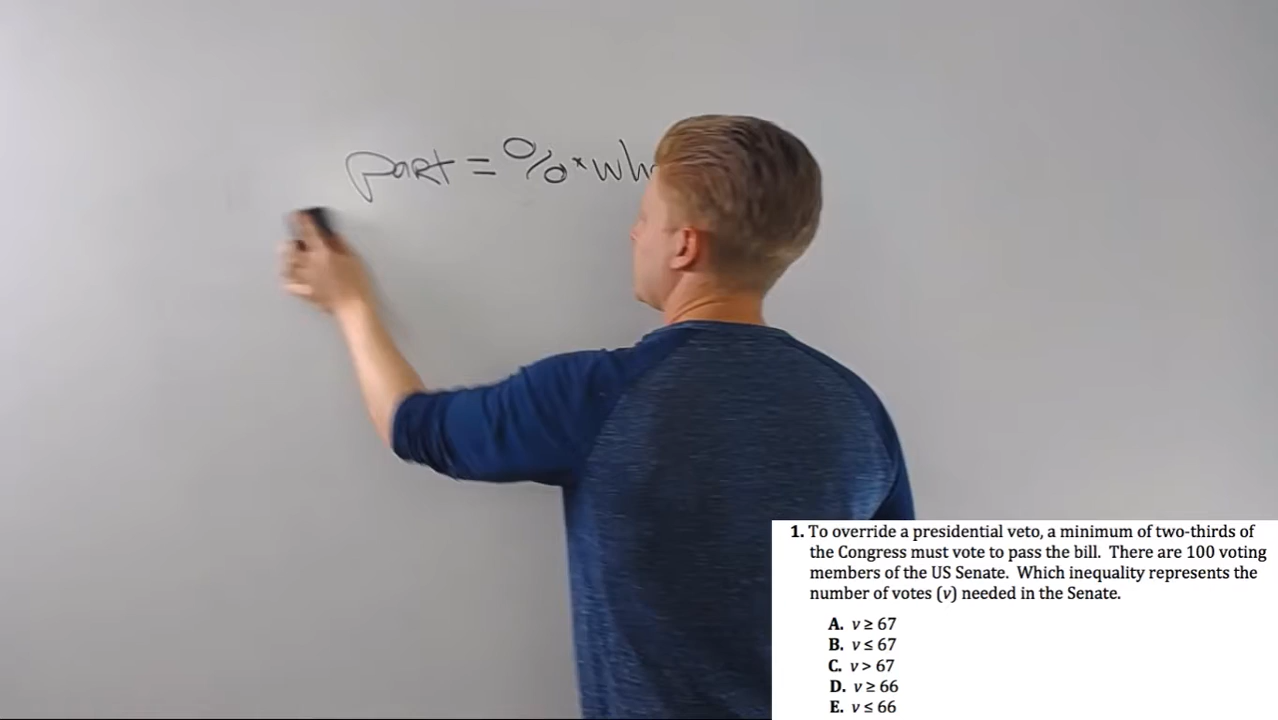 part = % * wh
1. To override a presidential veto, a minimum of two-thirds of
the Congress must vote to pass the bill. There are 100 voting
members of the US Senate. Which inequality represents the
number of votes (v) needed in the Senate.
A. v ≥ 67
B. v ≤ 67
C. v > 67
D. v ≥ 66
E. v ≤ 66